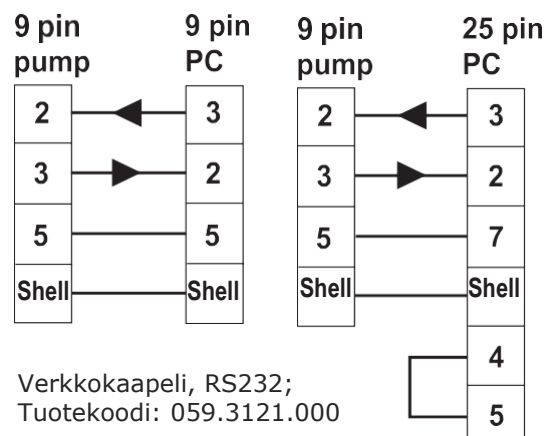 9 pin pump 9 pin PC
2 3
3 2
5 5
Shell Shell
9 pin pump 25 pin PC
2 3
3 2
5 7
Shell Shell
4
5
Verkkokaapeli, RS232;
Tuotekoodi: 059.3121.000